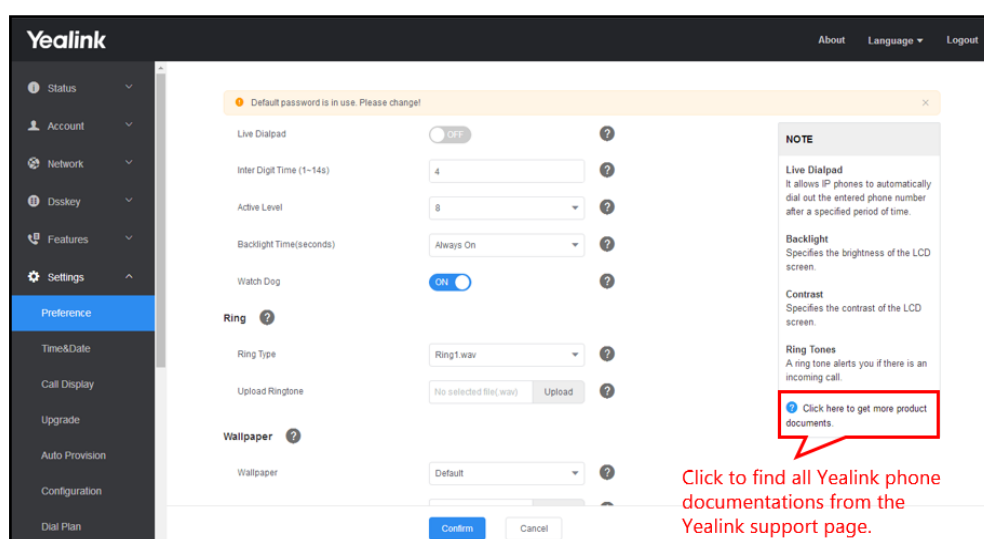 Yealink
About Language Logout
Status
Account
Network
Dsskey
Features
Settings
Preference
Time&Date
Call Display
Upgrade
Auto Provision
Configuration
Dial Plan
Default password is in use. Please change!
Live Dialpad OFF
Inter Digit Time (1~14s) 4
Active Level 8
Backlight Time(seconds) Always On
Watch Dog ON
Ring
Ring Type Ring1.wav
Upload Ringtone No selected file(.wav) Upload
Wallpaper
Wallpaper Default
Confirm Cancel
NOTE
Live Dialpad
It allows IP phones to automatically
dial out the entered phone number
after a specified period of time.
Backlight
Specifies the brightness of the LCD
screen.
Contrast
Specifies the contrast of the LCD
screen.
Ring Tones
A ring tone alerts you if there is an
incoming call.
Click here to get more product
documents.
Click to find all Yealink phone
documentations from the
Yealink support page.